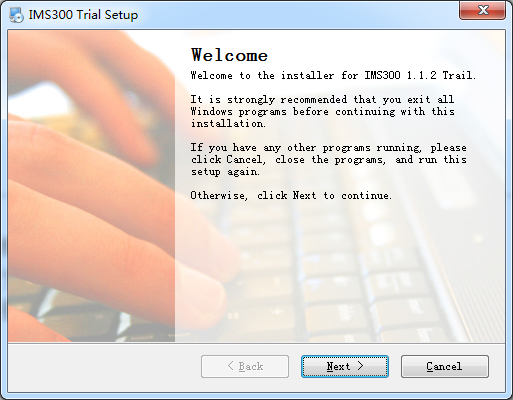 IMS300 Trial Setup
Welcome
Welcome to the installer for IMS300 1.1.2 Trail.
It is strongly recommended that you exit all
Windows programs before continuing with this
installation.
If you have any other programs running, please
click Cancel, close the programs, and run this
setup again.
Otherwise, click Next to continue.
< Back
Next >
Cancel